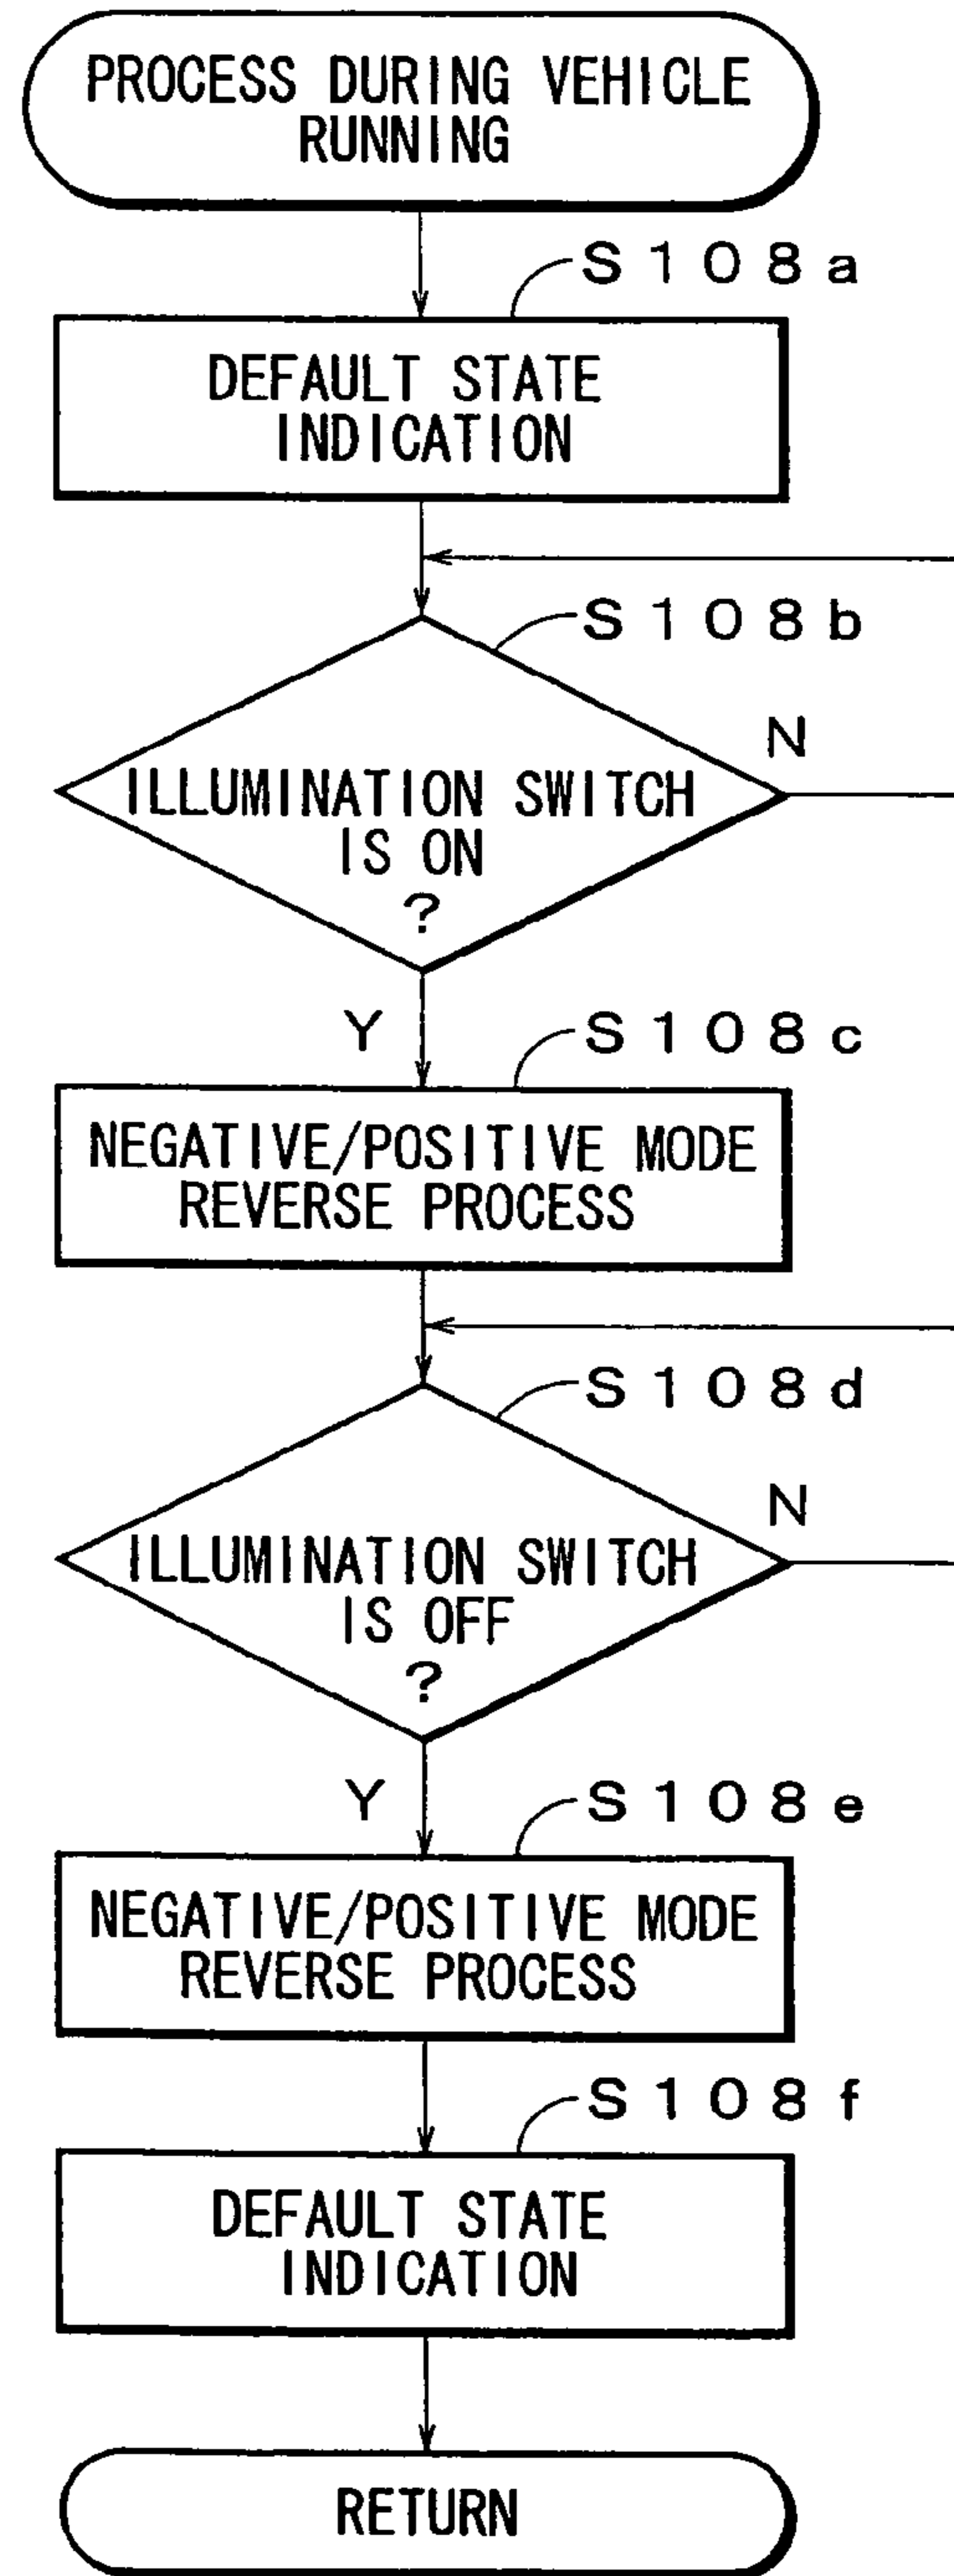 PROCESS DURING VEHICLE
RUNNING
S108a
DEFAULT STATE
INDICATION
S108b
N
ILLUMINATION SWITCH
IS ON
?
Y
S108c
NEGATIVE/POSITIVE MODE
REVERSE PROCESS
S108d
N
ILLUMINATION SWITCH
IS OFF
?
Y
S108e
NEGATIVE/POSITIVE MODE
REVERSE PROCESS
S108f
DEFAULT STATE
INDICATION
RETURN